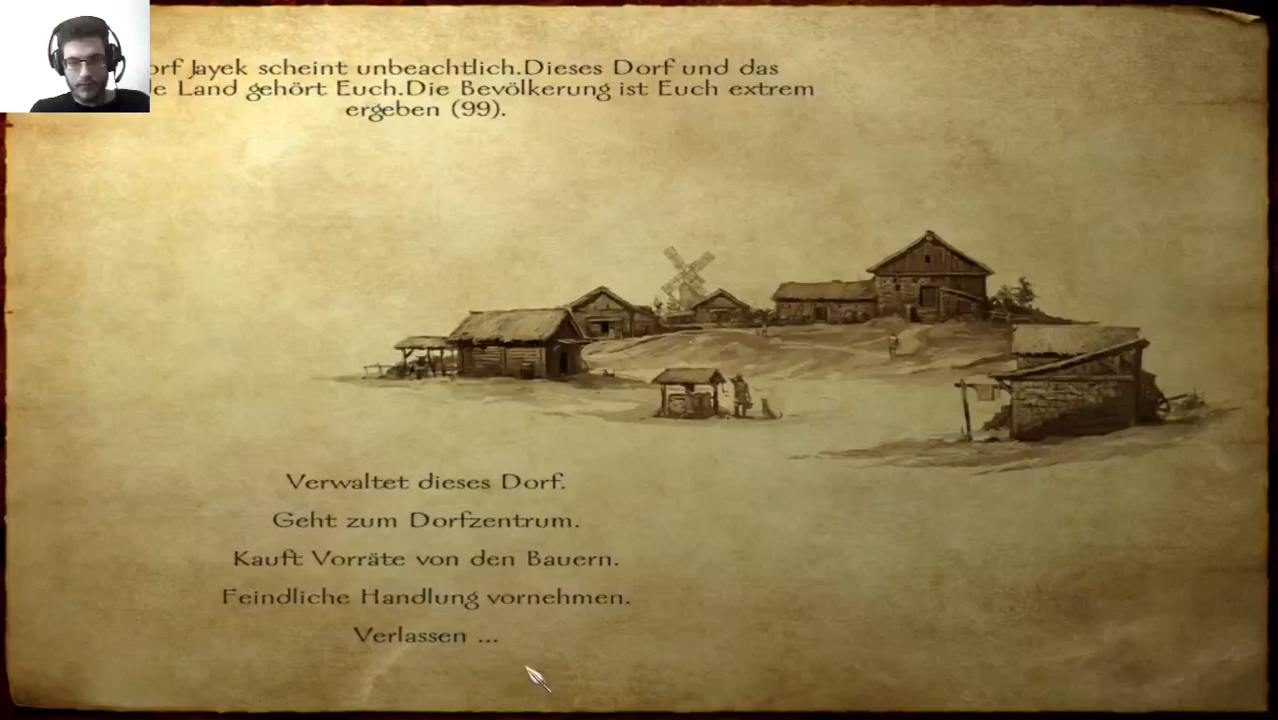 Jayek scheint unbeachtlich.Dieses Dorf und das
Land gehört Euch.Die Bevölkerung ist Euch extrem
ergeben (99).
Verwaltet dieses Dorf.
Geht zum Dorfzentrum.
Kauft Vorräte von den Bauern.
Feindliche Handlung vornehmen.
Verlassen ...